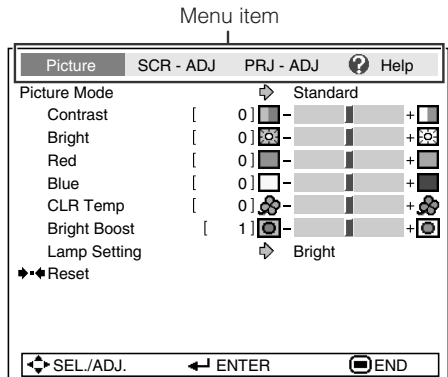 Menu item
Picture SCR - ADJ PRJ - ADJ ? Help
Picture Mode Standard
Contrast [ 0 ] - +
Bright [ 0 ] - +
Red [ 0 ] - +
Blue [ 0 ] - +
CLR Temp [ 0 ] - +
Bright Boost [ 1 ] - +
Lamp Setting Bright
Reset
SEL./ADJ. ENTER END